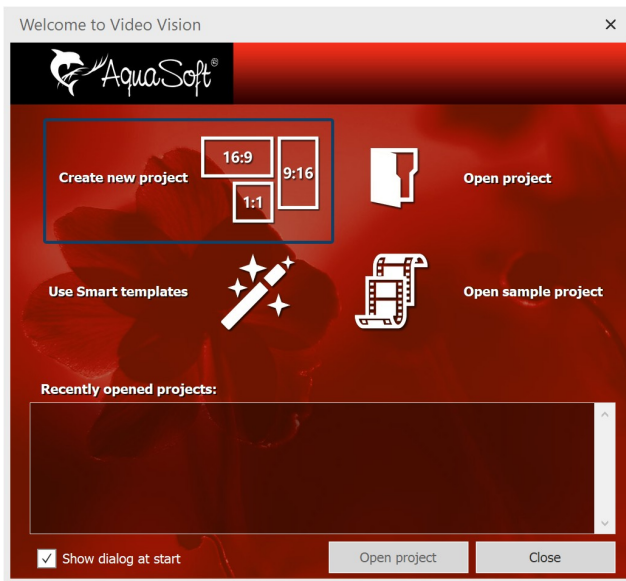 Welcome to Video Vision
AquaSoft®
Create new project
16:9
9:16
1:1
Open project
Use Smart templates
Open sample project
Recently opened projects:
Show dialog at start
Open project
Close